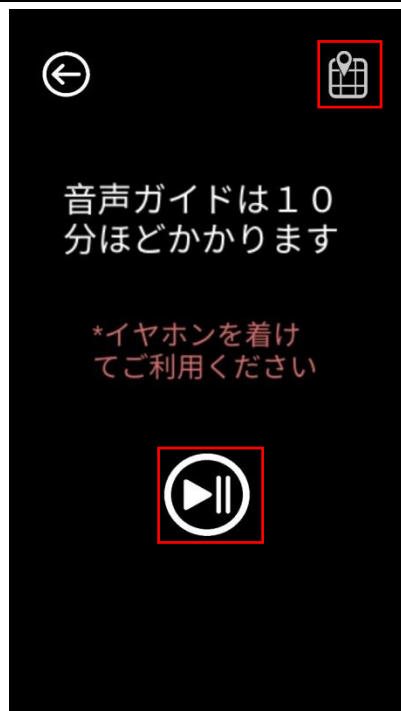 音声ガイドは１０
分ほどかかります
*イヤホンを着け
てご利用ください